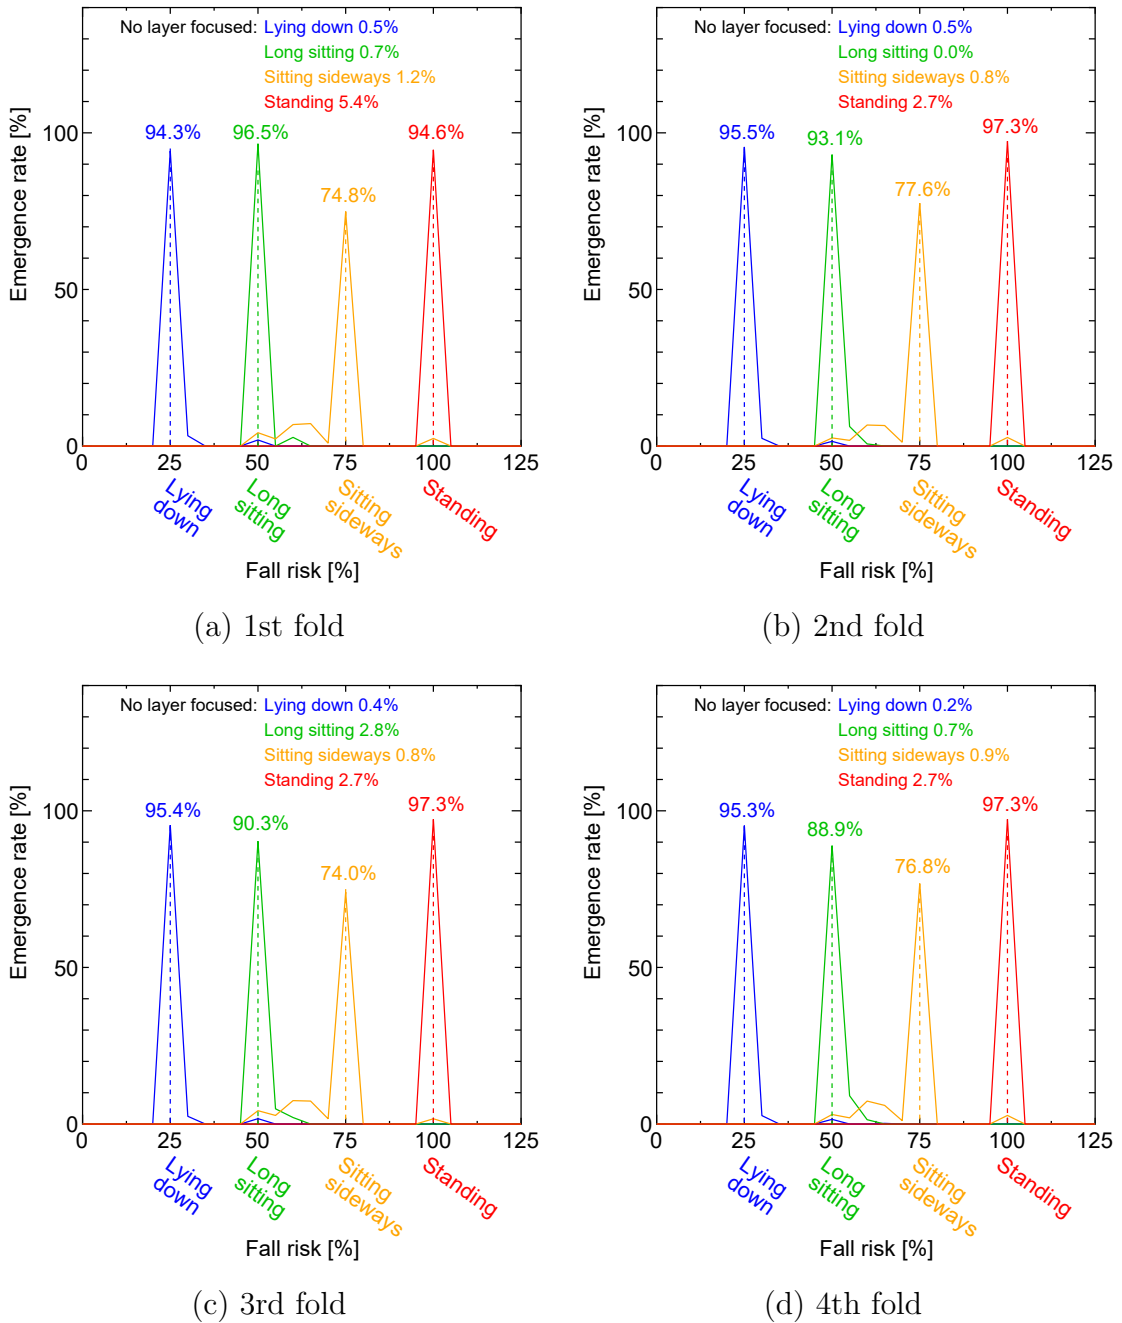 No layer focused: Lying down 0.5%
Long sitting 0.7%
Sitting sideways 1.2%
Standing 5.4%
Emergence rate [%]
100
50
0
94.3%
96.5%
74.8%
94.6%
0 25 50 75 100 125
Lying
down
Long
sitting
Sitting
sideways
Standing
Fall risk [%]
(a) 1st fold
No layer focused: Lying down 0.5%
Long sitting 0.0%
Sitting sideways 0.8%
Standing 2.7%
Emergence rate [%]
100
50
0
95.5%
93.1%
77.6%
97.3%
0 25 50 75 100 125
Lying
down
Long
sitting
Sitting
sideways
Standing
Fall risk [%]
(b) 2nd fold
No layer focused: Lying down 0.4%
Long sitting 2.8%
Sitting sideways 0.8%
Standing 2.7%
Emergence rate [%]
100
50
0
95.4%
90.3%
74.0%
97.3%
0 25 50 75 100 125
Lying
down
Long
sitting
Sitting
sideways
Standing
Fall risk [%]
(c) 3rd fold
No layer focused: Lying down 0.2%
Long sitting 0.7%
Sitting sideways 0.9%
Standing 2.7%
Emergence rate [%]
100
50
0
95.3%
88.9%
76.8%
97.3%
0 25 50 75 100 125
Lying
down
Long
sitting
Sitting
sideways
Standing
Fall risk [%]
(d) 4th fold